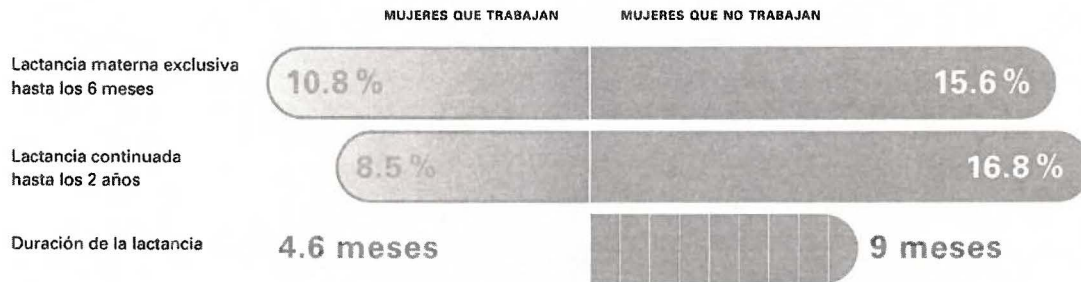 MUJERES QUE TRABAJAN MUJERES QUE NO TRABAJAN
Lactancia materna exclusiva
hasta los 6 meses
10.8 % 15.6 %
Lactancia continuada
hasta los 2 años
8.5 % 16.8 %
Duración de la lactancia 4.6 meses 9 meses